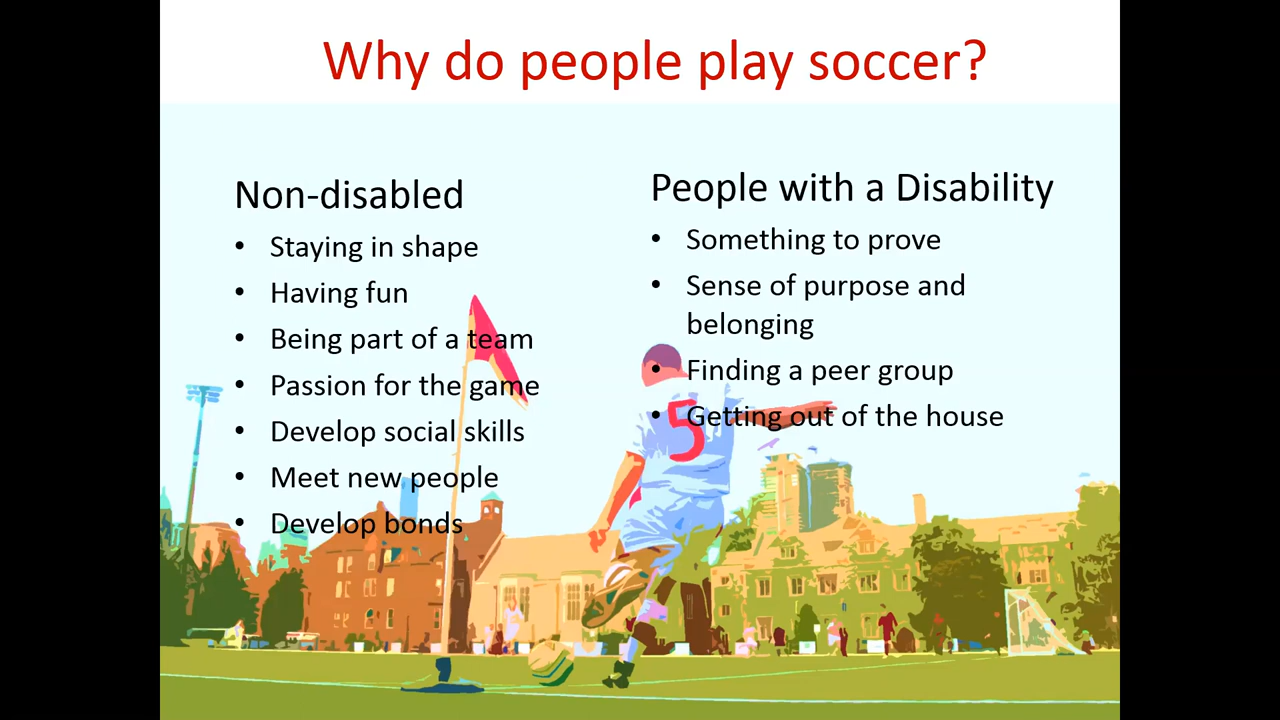 Why do people play soccer?
Non-disabled
• Staying in shape
• Having fun
• Being part of a team
• Passion for the game
• Develop social skills
• Meet new people
• Develop bonds
People with a Disability
• Something to prove
• Sense of purpose and
belonging
• Finding a peer group
• Getting out of the house
5